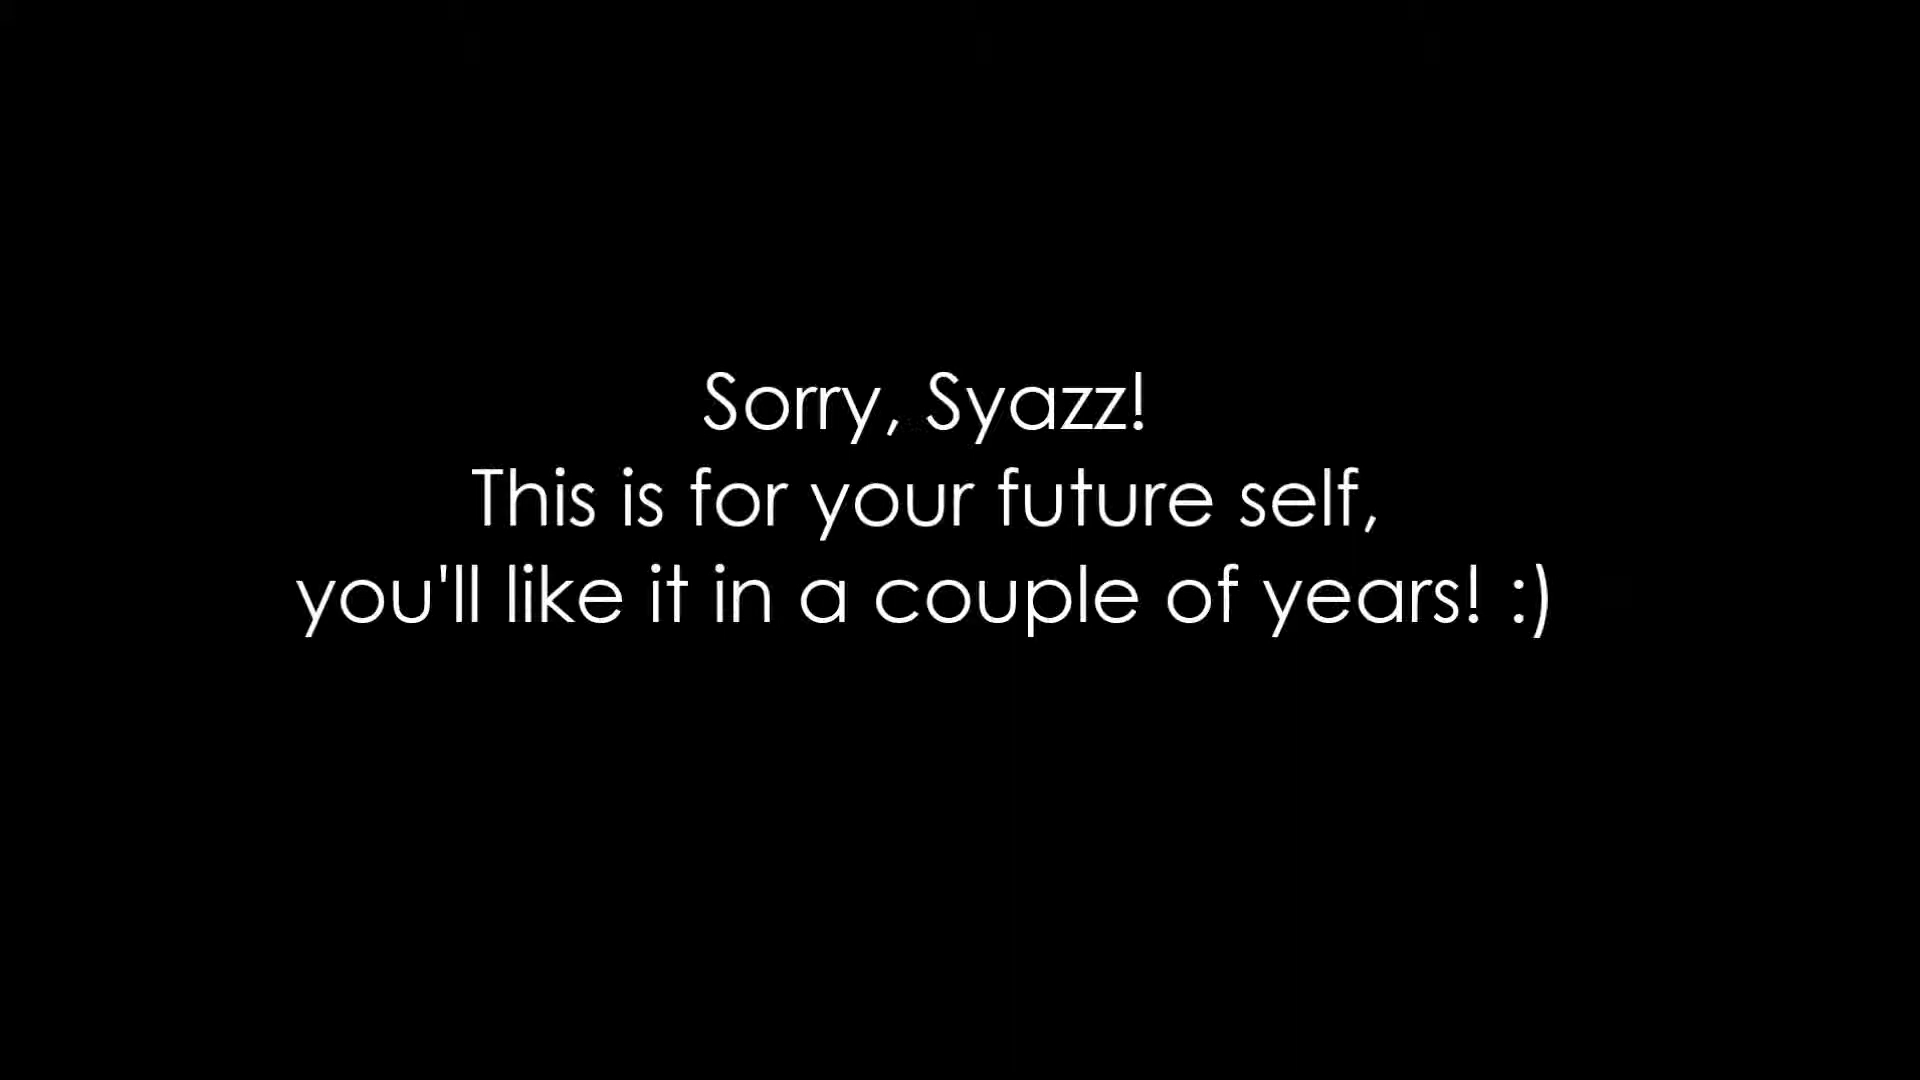 Sorry, Syazz!
This is for your future self,
you'll like it in a couple of years! :)